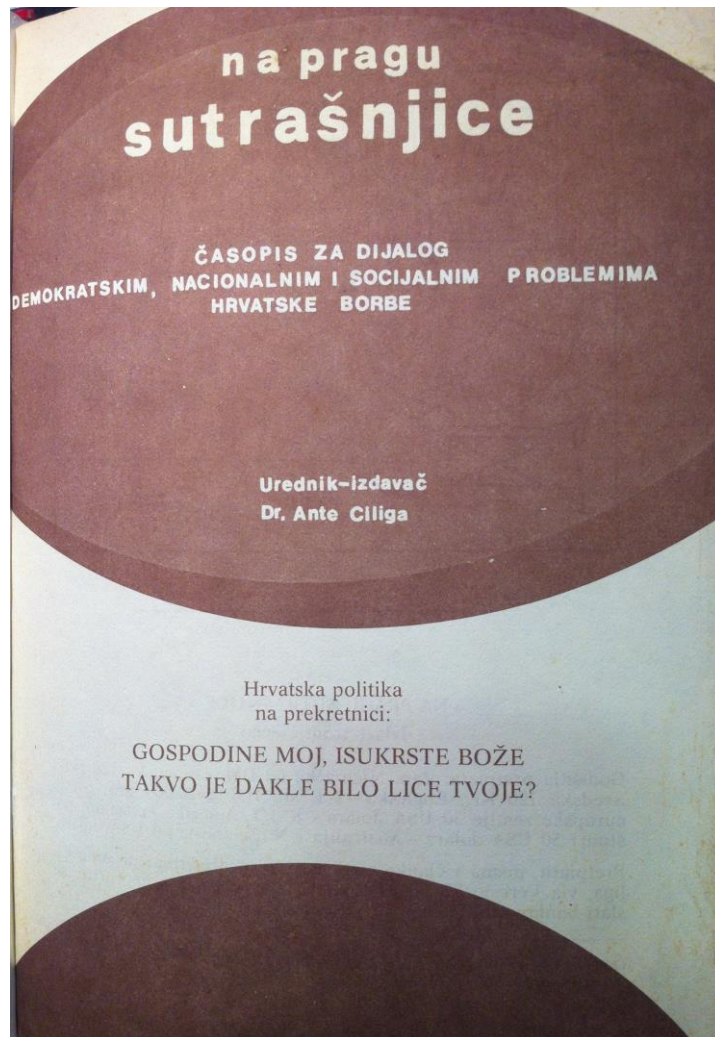 na pragu
sutrašnjice
ČASOPIS ZA DIJALOG
DEMOKRATSKIM, NACIONALNIM I SOCIJALNIM PROBLEMIMA
HRVATSKE BORBE
Urednik-izdavač
Dr. Ante Ciliga
Hrvatska politika
na prekretnici:
GOSPODINE MOJ, ISUKRSTE BOŽE
TAKVO JE DAKLE BILO LICE TVOJE?